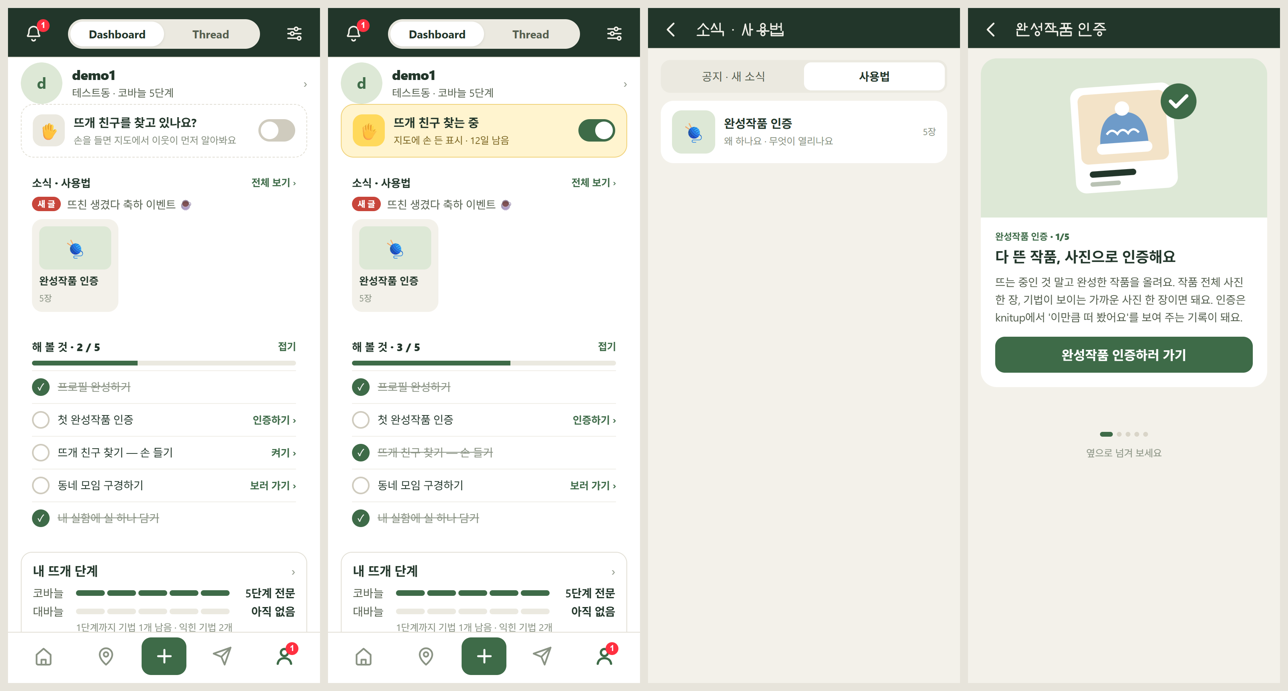 1
Dashboard
Thread
d
demo1
테스트동 · 코바늘 5단계
뜨개 친구를 찾고 있나요?
손을 들면 지도에서 이웃이 먼저 알아봐요
소식 · 사용법
전체 보기 ›
새 글 뜨친 생겼다 축하 이벤트
완성작품 인증
5장
해 볼 것 · 2 / 5
접기
프로필 완성하기
첫 완성작품 인증
인증하기 ›
뜨개 친구 찾기 — 손 들기
켜기 ›
동네 모임 구경하기
보러 가기 ›
내 실함에 실 하나 담기
내 뜨개 단계
코바늘
5단계 전문
대바늘
아직 없음
1단계까지 기법 1개 남음 · 익힌 기법 2개
1
1
Dashboard
Thread
d
demo1
테스트동 · 코바늘 5단계
뜨개 친구 찾는 중
지도에 손 든 표시 · 12일 남음
소식 · 사용법
전체 보기 ›
새 글 뜨친 생겼다 축하 이벤트
완성작품 인증
5장
해 볼 것 · 3 / 5
접기
프로필 완성하기
첫 완성작품 인증
인증하기 ›
뜨개 친구 찾기 — 손 들기
동네 모임 구경하기
보러 가기 ›
내 실함에 실 하나 담기
내 뜨개 단계
코바늘
5단계 전문
대바늘
아직 없음
1단계까지 기법 1개 남음 · 익힌 기법 2개
1
소식 · 사용법
공지 · 새 소식
사용법
완성작품 인증
왜 하나요 · 무엇이 열리나요
5장
완성작품 인증
완성작품 인증 · 1/5
다 뜬 작품, 사진으로 인증해요
뜨는 중인 것 말고 완성한 작품을 올려요. 작품 전체 사진
한 장, 기법이 보이는 가까운 사진 한 장이면 돼요. 인증은
knitup에서 '이만큼 떠 봤어요'를 보여 주는 기록이 돼요.
완성작품 인증하러 가기
옆으로 넘겨 보세요